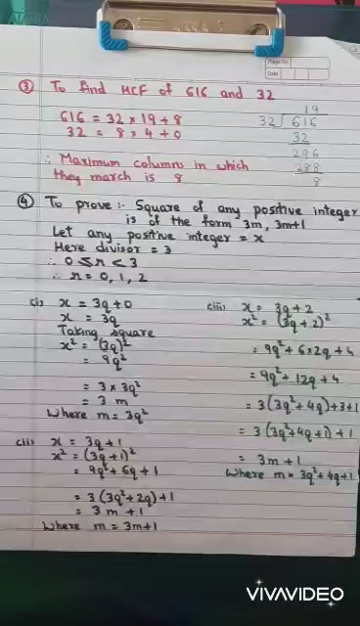 Page No.
Date
③ To find HCF of 616 and 32
616 = 32 × 19 + 8
32 = 8 × 4 + 0
∴ Maximum columns in which
they march is 8
19
32 ) 616
32
296
288
8
④ To prove :- Square of any positive integer
is of the form 3m, 3m+1
Let any positive integer = x
Here divisor = 3
∴ 0 ≤ r < 3
∴ r = 0, 1, 2
(i) x = 3q + 0
x = 3q
Taking square
x² = (3q)²
= 9q²
= 3 × 3q²
= 3 m
Where m = 3q²
(ii) x = 3q + 1
x² = (3q + 1)²
= 9q² + 6q + 1
= 3 (3q² + 2q) + 1
= 3 m + 1
Where m = 3m+1
(iii) x = 3q + 2
x² = (3q + 2)²
= 9q² + 6×2q + 4
= 9q² + 12q + 4
= 3 (3q² + 4q) + 3 + 1
= 3 (3q² + 4q + 1) + 1
= 3m + 1
Where m = 3q² + 4q + 1
VIVAVIDEO